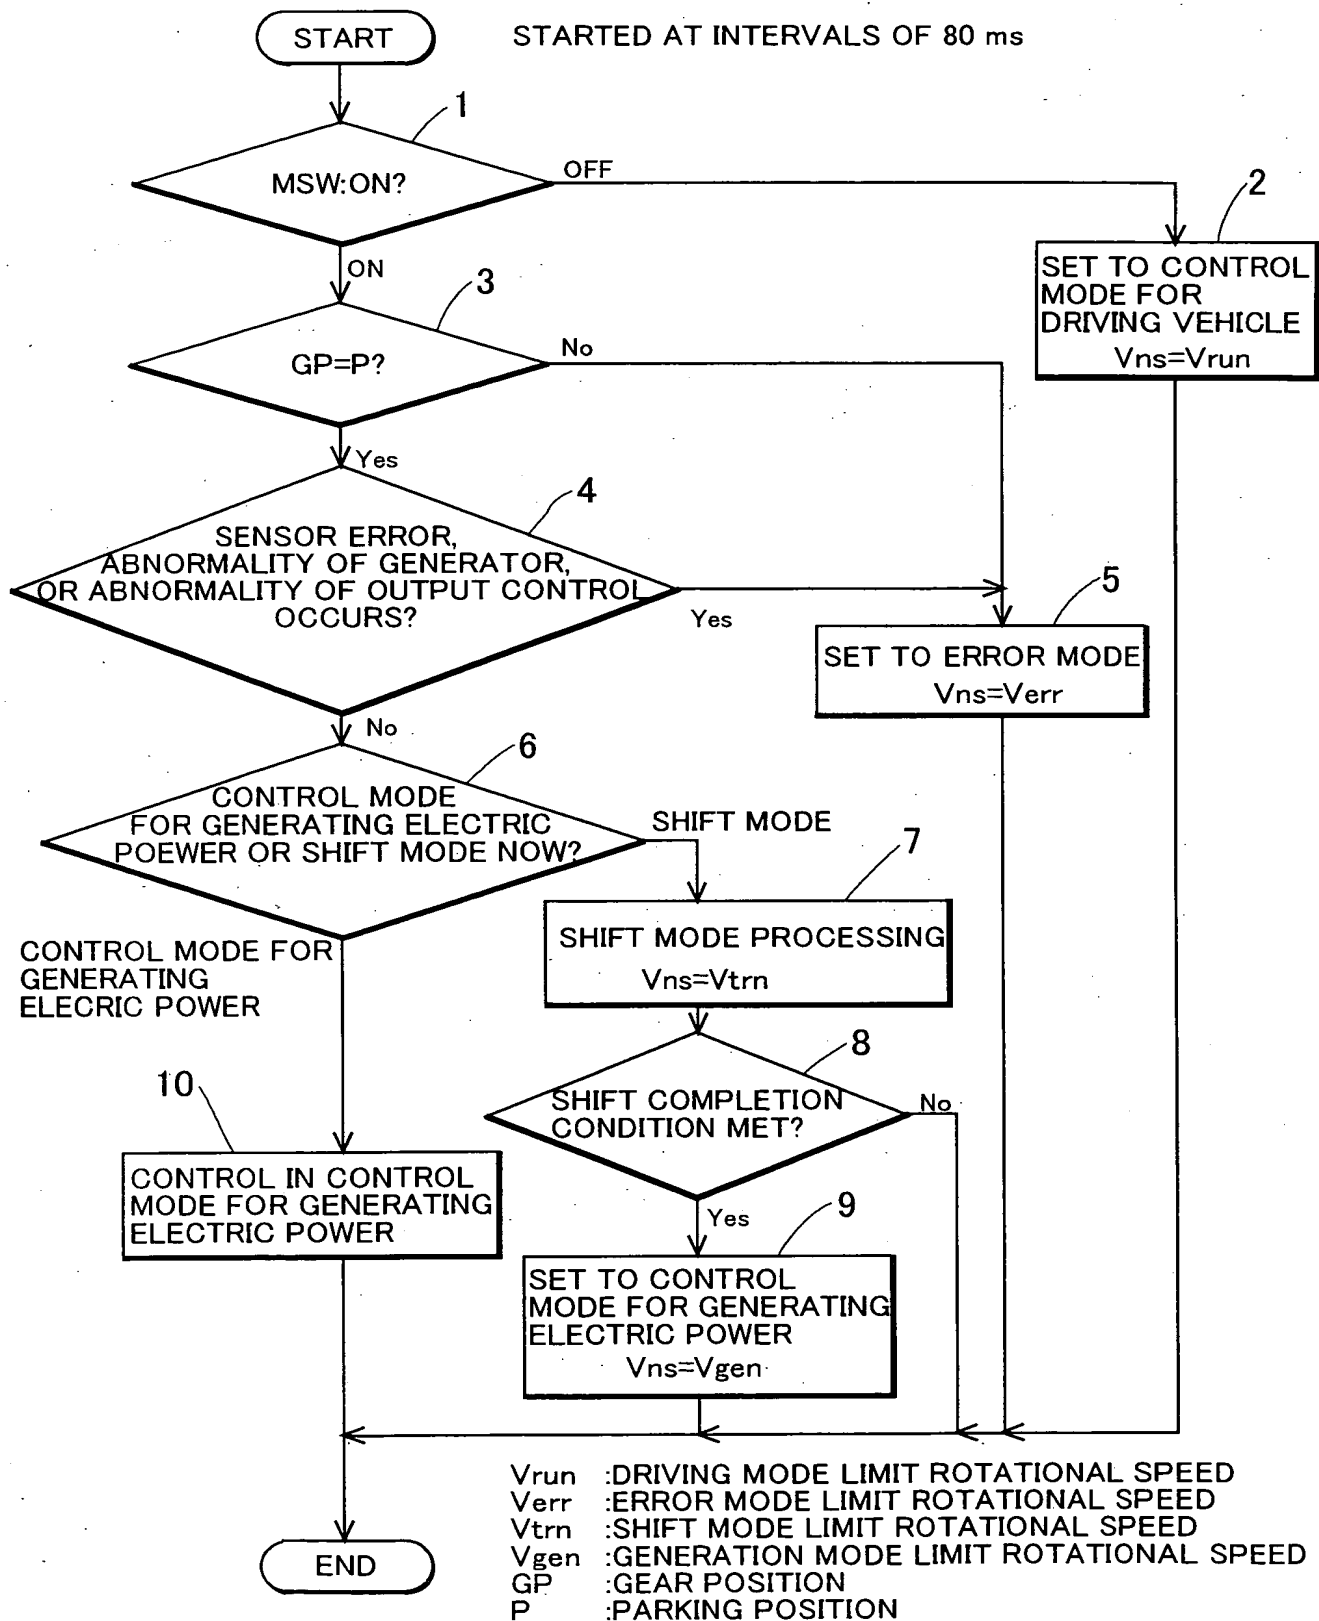 START
STARTED AT INTERVALS OF 80 ms
1
MSW:ON?
OFF
2
SET TO CONTROL
MODE FOR
DRIVING VEHICLE
Vns=Vrun
ON
3
GP=P?
No
Yes
4
SENSOR ERROR,
ABNORMALITY OF GENERATOR,
OR ABNORMALITY OF OUTPUT CONTROL
OCCURS?
Yes
5
SET TO ERROR MODE
Vns=Verr
No
6
CONTROL MODE
FOR GENERATING ELECTRIC
POEWER OR SHIFT MODE NOW?
SHIFT MODE
7
SHIFT MODE PROCESSING
Vns=Vtrn
CONTROL MODE FOR
GENERATING
ELECRIC POWER
8
SHIFT COMPLETION
CONDITION MET?
No
10
CONTROL IN CONTROL
MODE FOR GENERATING
ELECTRIC POWER
Yes
9
SET TO CONTROL
MODE FOR GENERATING
ELECTRIC POWER
Vns=Vgen
Vrun :DRIVING MODE LIMIT ROTATIONAL SPEED
Verr :ERROR MODE LIMIT ROTATIONAL SPEED
Vtrn :SHIFT MODE LIMIT ROTATIONAL SPEED
Vgen :GENERATION MODE LIMIT ROTATIONAL SPEED
GP :GEAR POSITION
P :PARKING POSITION
END